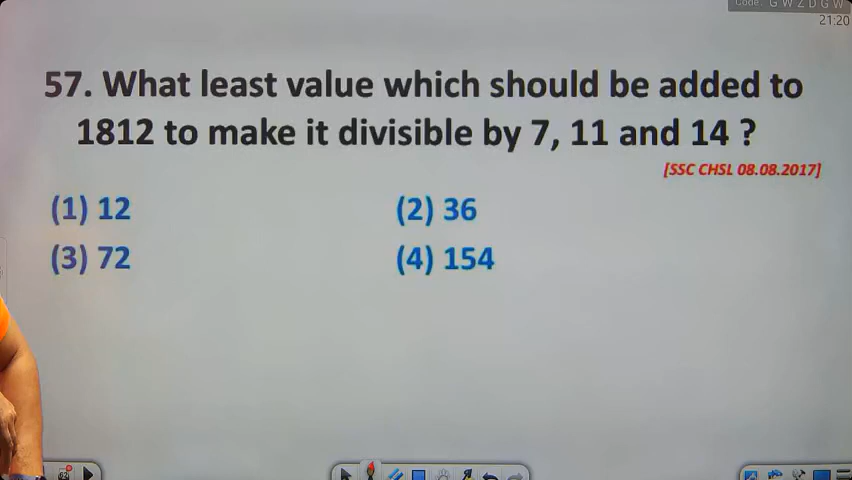 Code: G W Z D G W
21:20
57. What least value which should be added to
1812 to make it divisible by 7, 11 and 14 ?
[SSC CHSL 08.08.2017]
(1) 12 (2) 36
(3) 72 (4) 154